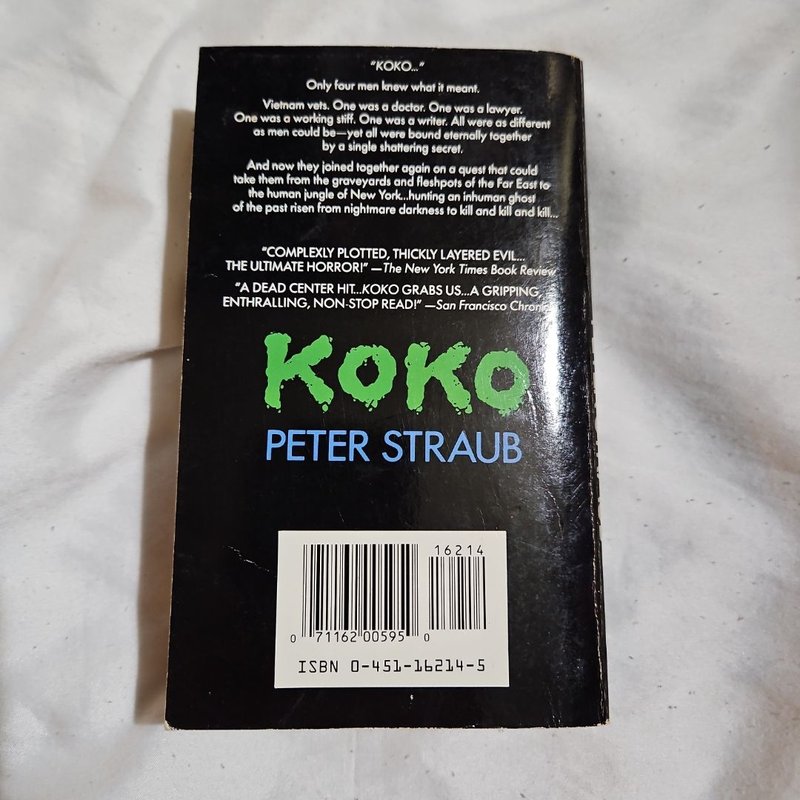 "KOKO..."
Only four men knew what it meant.
Vietnam vets. One was a doctor. One was a lawyer.
One was a working stiff. One was a writer. All were as different
as men could be—yet all were bound eternally together
by a single shattering secret.
And now they joined together again on a quest that could
take them from the graveyards and fleshpots of the Far East to
the human jungle of New York...hunting an inhuman ghost
of the past risen from nightmare darkness to kill and kill and kill...
"COMPLEXLY PLOTTED, THICKLY LAYERED EVIL...
THE ULTIMATE HORROR!" —The New York Times Book Review
"A DEAD CENTER HIT...KOKO GRABS US...A GRIPPING,
ENTHRALLING, NON-STOP READ!" —San Francisco
KOKO
PETER STRAUB
16214
0 71162 00595 0
ISBN 0-451-16214-5